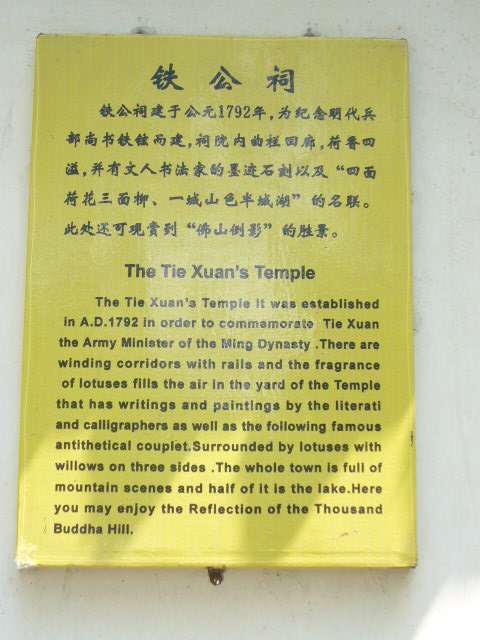 铁公祠
铁公祠建于公元1792年，为纪念明代兵
部尚书铁铉而建，祠院内曲栏回廊，荷香四
溢，并有文人书法家的墨迹石刻以及“四面
荷花三面柳、一城山色半城湖”的名联。
此处还可观赏到“佛山倒影”的胜景。
The Tie Xuan's Temple
The Tie Xuan's Temple It was established
in A.D.1792 in order to commemorate Tie Xuan
the Army Minister of the Ming Dynasty .There are
winding corridors with rails and the fragrance
of lotuses fills the air in the yard of the Temple
that has writings and paintings by the literati
and calligraphers as well as the following famous
antithetical couplet.Surrounded by lotuses with
willows on three sides .The whole town is full of
mountain scenes and half of it is the lake.Here
you may enjoy the Reflection of the Thousand
Buddha Hill.